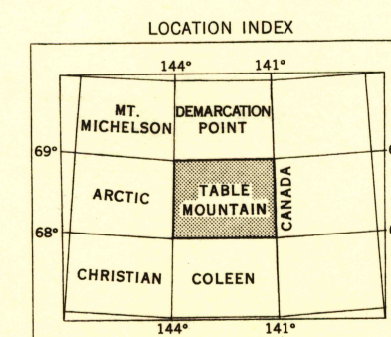 LOCATION INDEX
144° 141°
MT. MICHELSON
DEMARCATION POINT
69°
ARCTIC
TABLE MOUNTAIN
CANADA
68°
CHRISTIAN
COLEEN
144° 141°